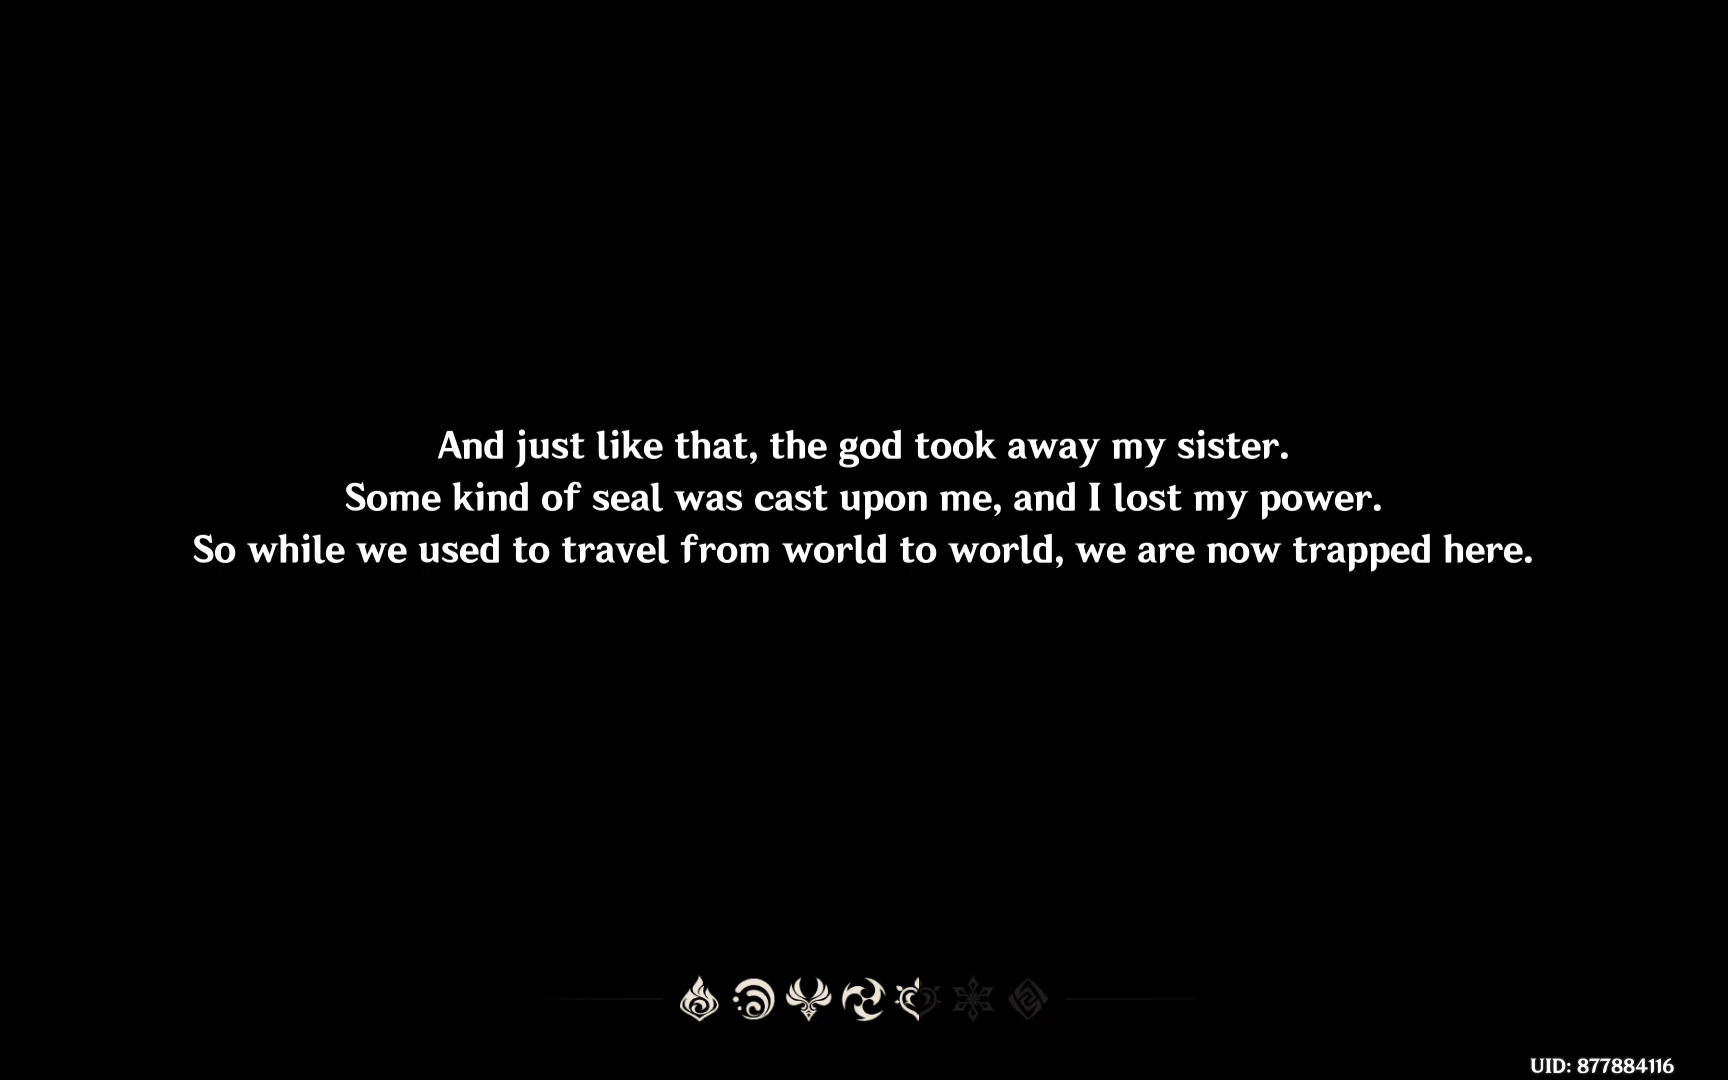 And just like that, the god took away my sister.
Some kind of seal was cast upon me, and I lost my power.
So while we used to travel from world to world, we are now trapped here.
UID: 877884116